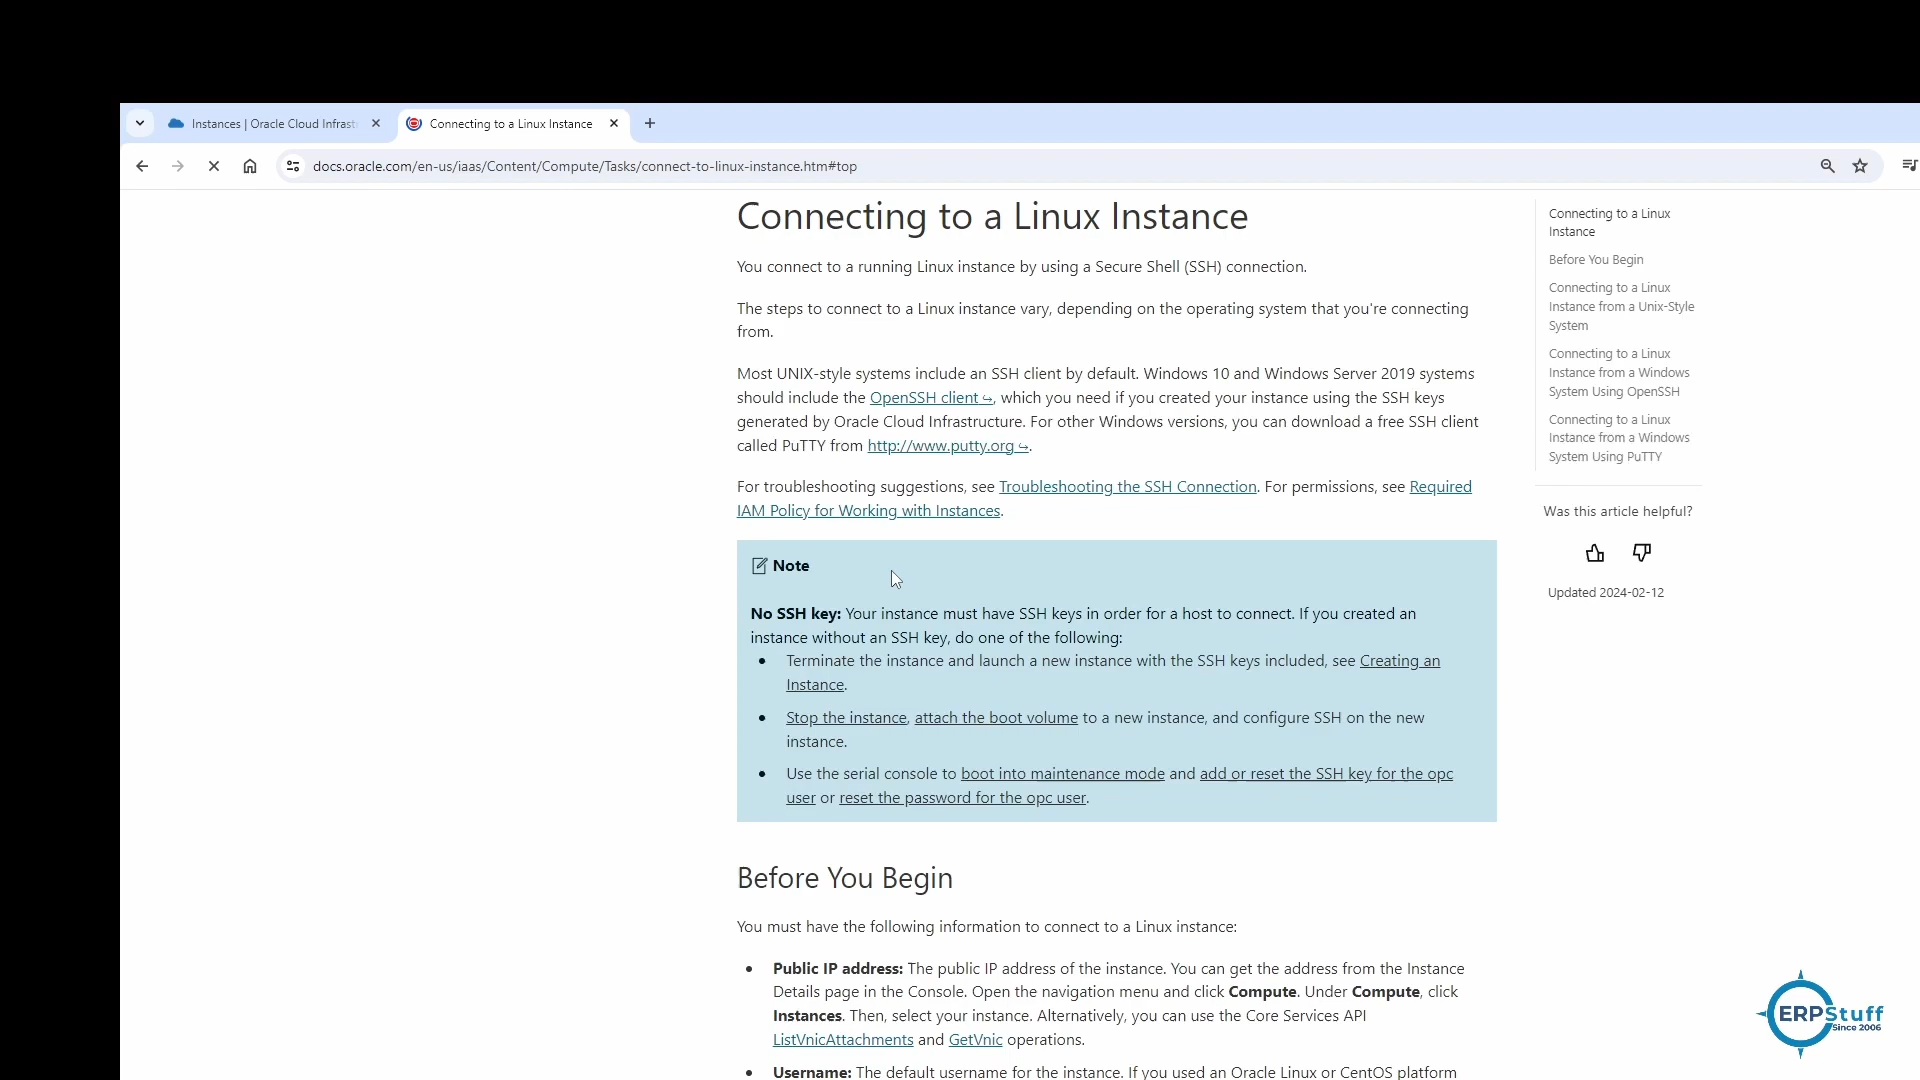 Instances | Oracle Cloud Infrast
Connecting to a Linux Instance
docs.oracle.com/en-us/iaas/Content/Compute/Tasks/connect-to-linux-instance.htm#top
Connecting to a Linux Instance
You connect to a running Linux instance by using a Secure Shell (SSH) connection.
The steps to connect to a Linux instance vary, depending on the operating system that you're connecting
from.
Most UNIX-style systems include an SSH client by default. Windows 10 and Windows Server 2019 systems
should include the OpenSSH client, which you need if you created your instance using the SSH keys
generated by Oracle Cloud Infrastructure. For other Windows versions, you can download a free SSH client
called PuTTY from http://www.putty.org.
For troubleshooting suggestions, see Troubleshooting the SSH Connection. For permissions, see Required
IAM Policy for Working with Instances.
Note
No SSH key: Your instance must have SSH keys in order for a host to connect. If you created an
instance without an SSH key, do one of the following:
• Terminate the instance and launch a new instance with the SSH keys included, see Creating an
Instance.
• Stop the instance, attach the boot volume to a new instance, and configure SSH on the new
instance.
• Use the serial console to boot into maintenance mode and add or reset the SSH key for the opc
user or reset the password for the opc user.
Before You Begin
You must have the following information to connect to a Linux instance:
• Public IP address: The public IP address of the instance. You can get the address from the Instance
Details page in the Console. Open the navigation menu and click Compute. Under Compute, click
Instances. Then, select your instance. Alternatively, you can use the Core Services API
ListVnicAttachments and GetVnic operations.
• Username: The default username for the instance. If you used an Oracle Linux or CentOS platform
Connecting to a Linux
Instance
Before You Begin
Connecting to a Linux
Instance from a Unix-Style
System
Connecting to a Linux
Instance from a Windows
System Using OpenSSH
Connecting to a Linux
Instance from a Windows
System Using PuTTY
Was this article helpful?
Updated 2024-02-12
ERPStuff
Since 2006